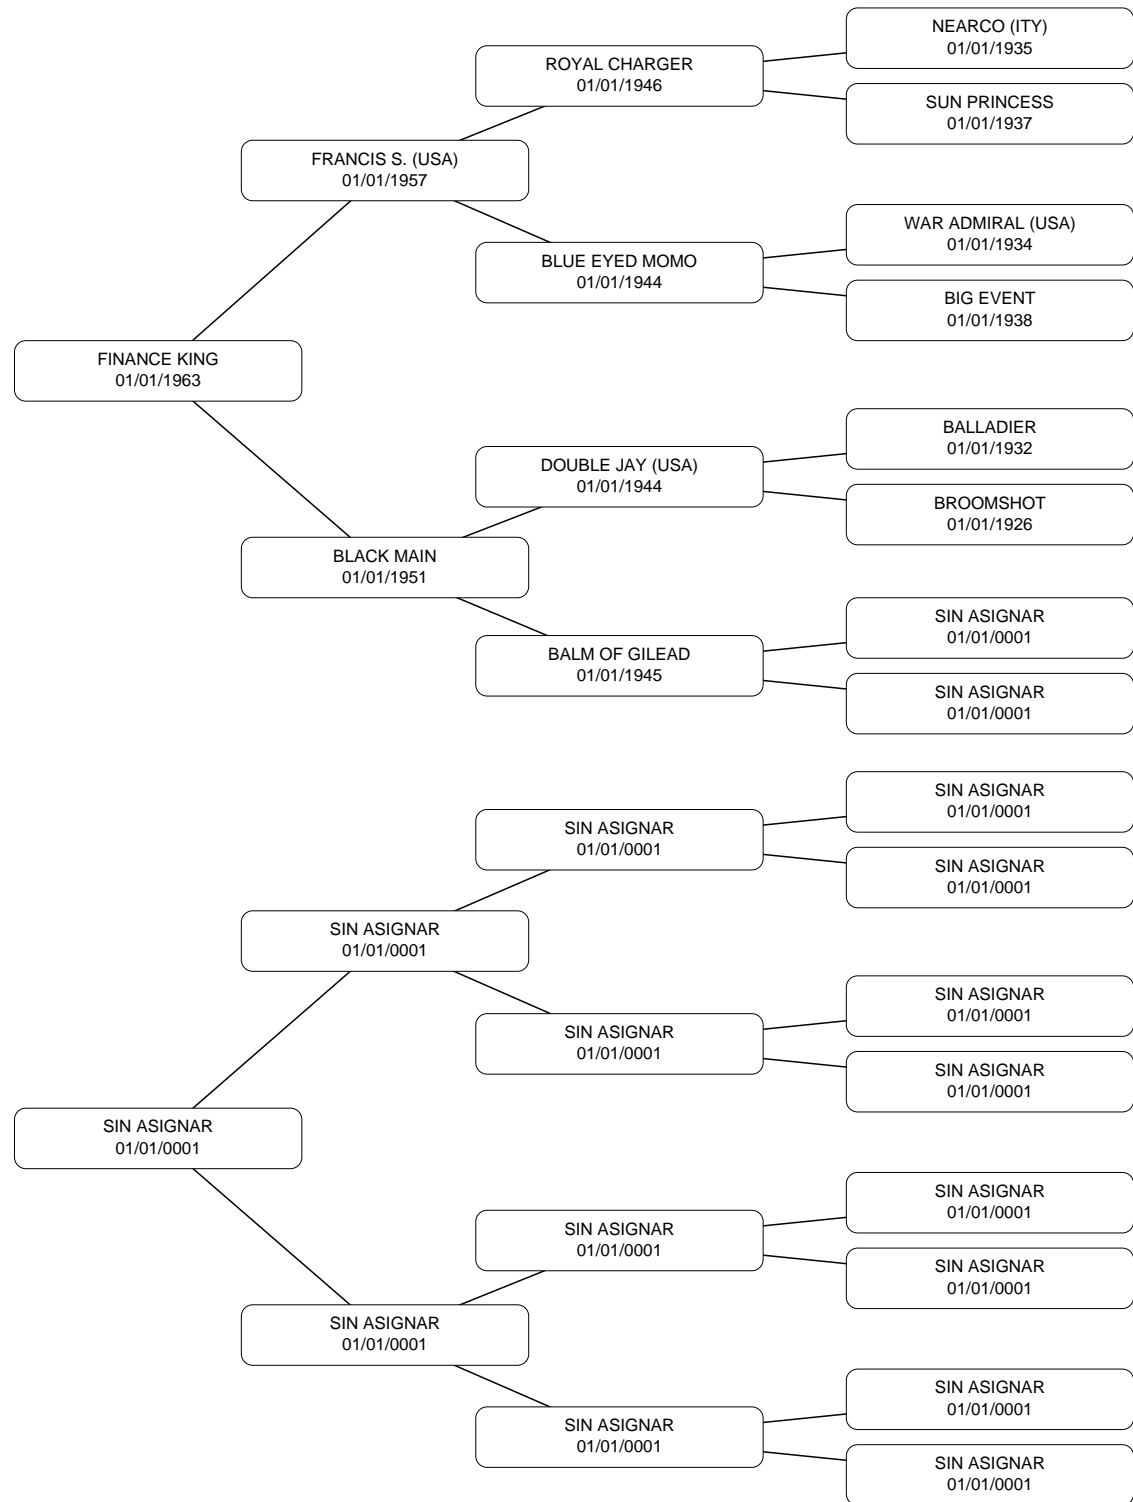 NEARCO (ITY)
01/01/1935
ROYAL CHARGER
01/01/1946
SUN PRINCESS
01/01/1937
FRANCIS S. (USA)
01/01/1957
WAR ADMIRAL (USA)
01/01/1934
BLUE EYED MOMO
01/01/1944
BIG EVENT
01/01/1938
FINANCE KING
01/01/1963
BALLADIER
01/01/1932
DOUBLE JAY (USA)
01/01/1944
BROOMSHOT
01/01/1926
BLACK MAIN
01/01/1951
SIN ASIGNAR
01/01/0001
BALM OF GILEAD
01/01/1945
SIN ASIGNAR
01/01/0001
SIN ASIGNAR
01/01/0001
SIN ASIGNAR
01/01/0001
SIN ASIGNAR
01/01/0001
SIN ASIGNAR
01/01/0001
SIN ASIGNAR
01/01/0001
SIN ASIGNAR
01/01/0001
SIN ASIGNAR
01/01/0001
SIN ASIGNAR
01/01/0001
SIN ASIGNAR
01/01/0001
SIN ASIGNAR
01/01/0001
SIN ASIGNAR
01/01/0001
SIN ASIGNAR
01/01/0001
SIN ASIGNAR
01/01/0001
SIN ASIGNAR
01/01/0001
SIN ASIGNAR
01/01/0001
SIN ASIGNAR
01/01/0001